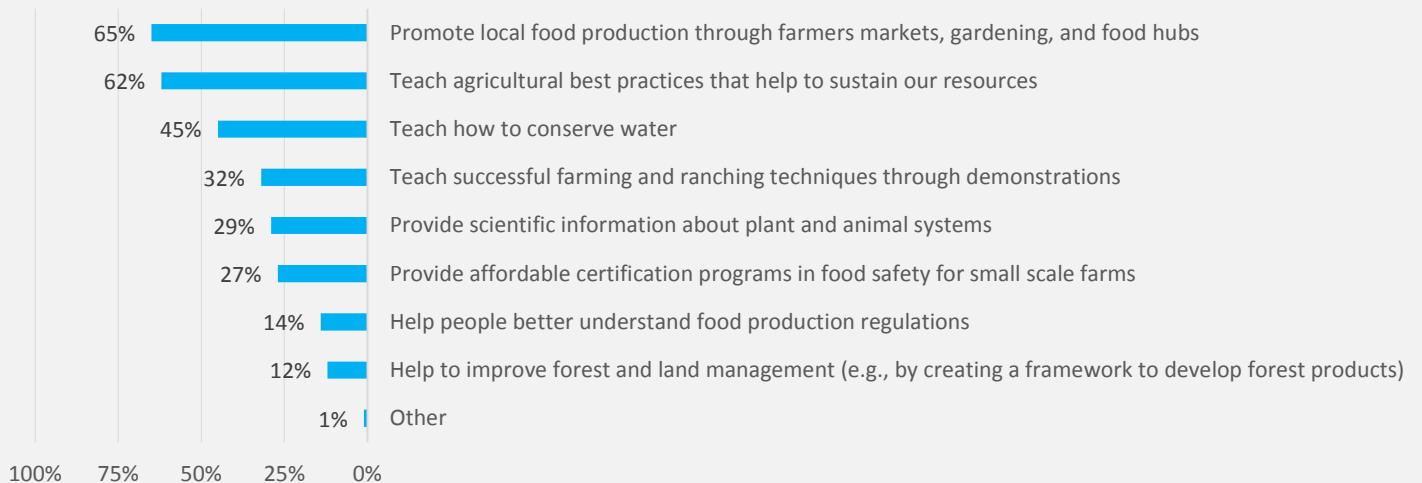 65% Promote local food production through farmers markets, gardening, and food hubs
62% Teach agricultural best practices that help to sustain our resources
45% Teach how to conserve water
32% Teach successful farming and ranching techniques through demonstrations
29% Provide scientific information about plant and animal systems
27% Provide affordable certification programs in food safety for small scale farms
14% Help people better understand food production regulations
12% Help to improve forest and land management (e.g., by creating a framework to develop forest products)
1% Other
100% 75% 50% 25% 0%